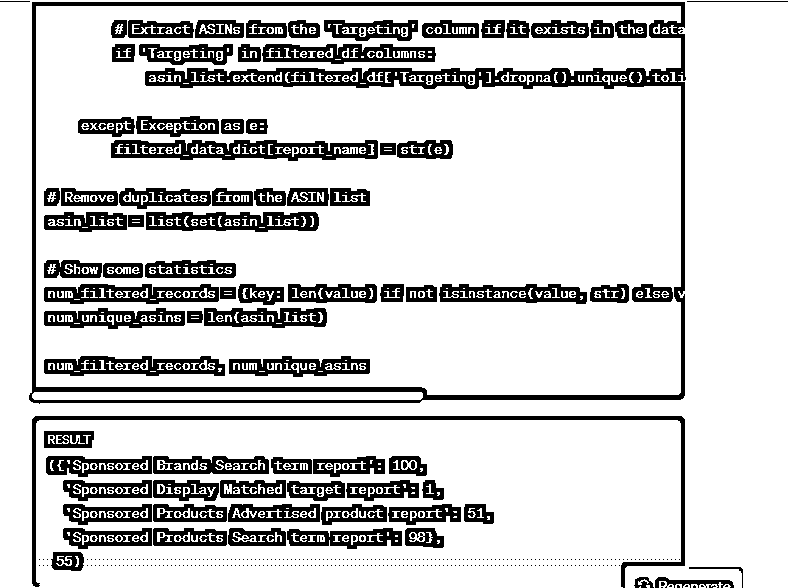 # Extract ASINs from the 'Targeting' column if it exists in the data
if 'Targeting' in filtered_df.columns:
asin_list.extend(filtered_df['Targeting'].dropna().unique().toli
except Exception as e:
filtered_data_dict[report_name] = str(e)
# Remove duplicates from the ASIN list
asin_list = list(set(asin_list))
# Show some statistics
num_filtered_records = {key: len(value) if not isinstance(value, str) else v
num_unique_asins = len(asin_list)
num_filtered_records, num_unique_asins
RESULT
({'Sponsored Brands Search term report': 100,
'Sponsored Display Matched target report': 1,
'Sponsored Products Advertised product report': 51,
'Sponsored Products Search term report': 98},
55)
Regenerate